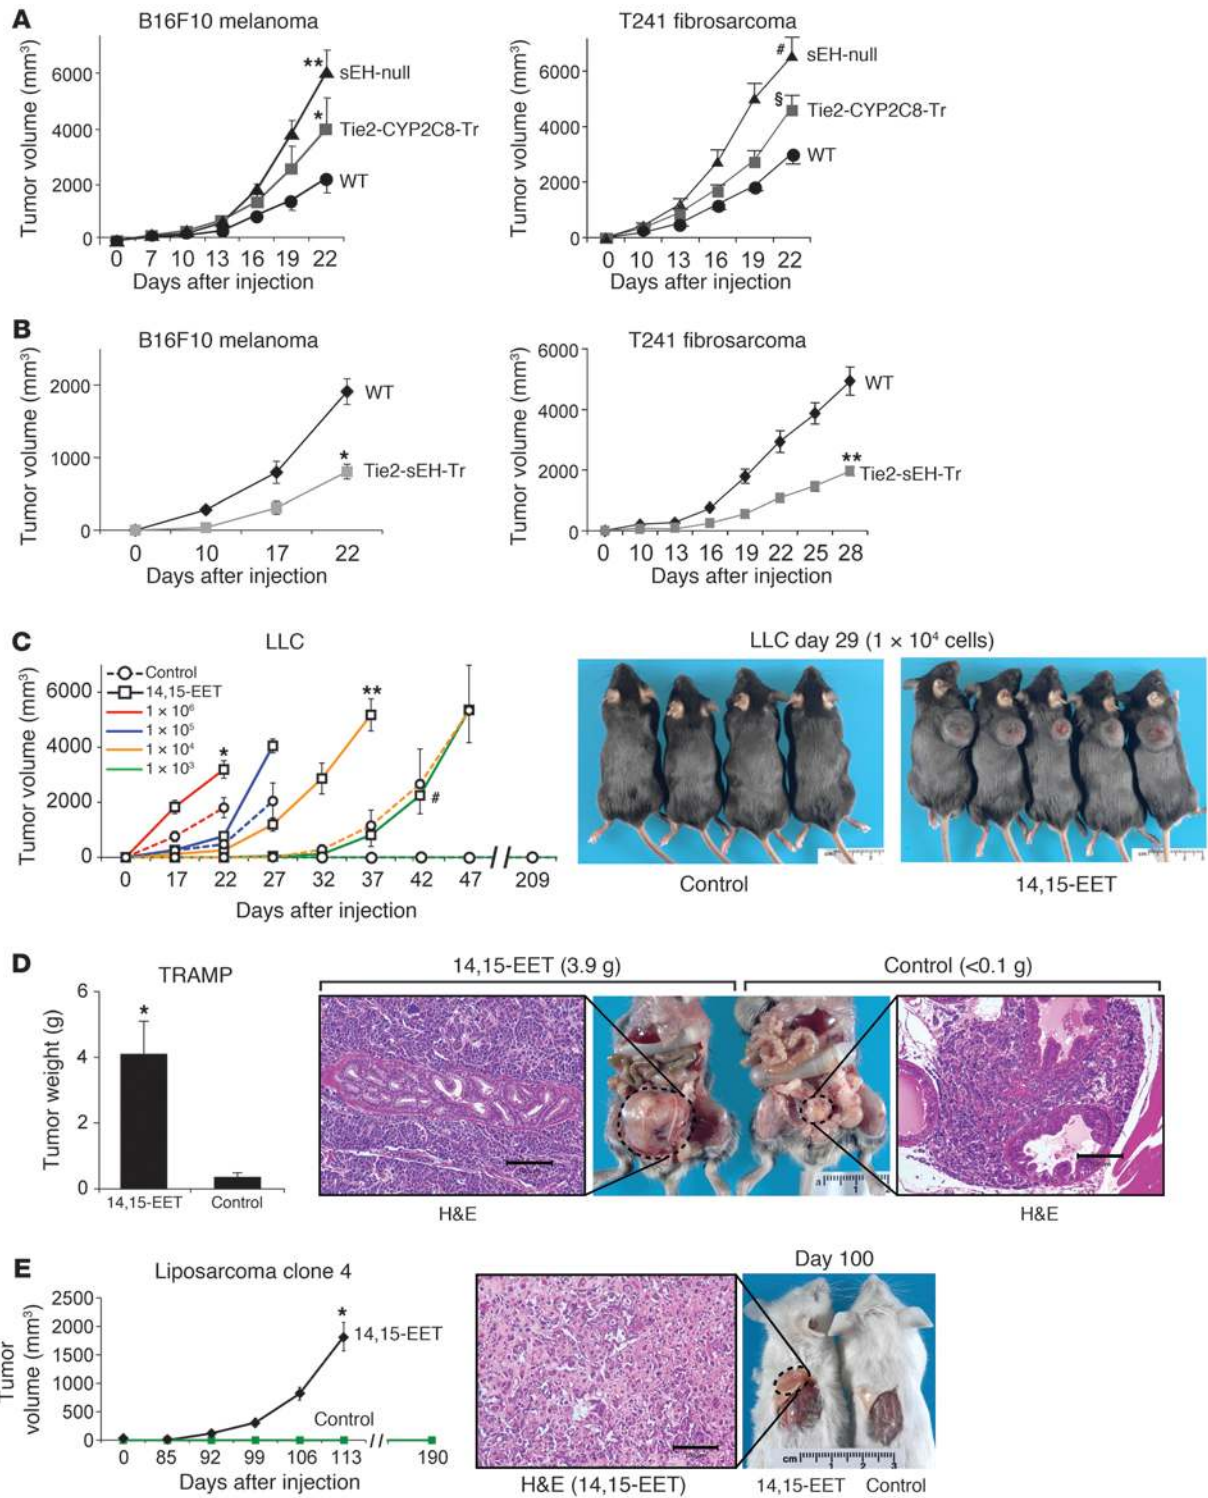 A
B16F10 melanoma
Tumor volume (mm³)
6000
4000
2000
0
** sEH-null
* Tie2-CYP2C8-Tr
WT
0 7 10 13 16 19 22
Days after injection
T241 fibrosarcoma
Tumor volume (mm³)
6000
4000
2000
0
# sEH-null
§ Tie2-CYP2C8-Tr
WT
0 10 13 16 19 22
Days after injection
B
B16F10 melanoma
Tumor volume (mm³)
2000
1000
0
WT
*
Tie2-sEH-Tr
0 10 17 22
Days after injection
T241 fibrosarcoma
Tumor volume (mm³)
6000
4000
2000
0
WT
**
Tie2-sEH-Tr
0 10 13 16 19 22 25 28
Days after injection
C
LLC
Tumor volume (mm³)
6000
4000
2000
0
Control
14,15-EET
1 × 10⁶
1 × 10⁵
1 × 10⁴
1 × 10³
*
**
#
0 17 22 27 32 37 42 47 209
Days after injection
LLC day 29 (1 × 10⁴ cells)
Control
14,15-EET
D
TRAMP
Tumor weight (g)
6
4
2
0
*
14,15-EET Control
14,15-EET (3.9 g)
Control (<0.1 g)
1
H&E
H&E
E
Liposarcoma clone 4
Tumor
volume (mm³)
2500
2000
1500
1000
500
0
*
14,15-EET
Control
0 85 92 99 106 113 190
Days after injection
H&E (14,15-EET)
Day 100
cm 1 2 3
14,15-EET Control